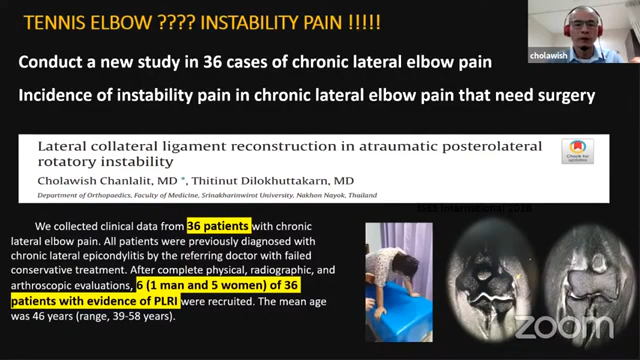 TENNIS ELBOW ???? INSTABILITY PAIN !!!!!
cholawish
Conduct a new study in 36 cases of chronic lateral elbow pain
Incidence of instability pain in chronic lateral elbow pain that need surgery
Lateral collateral ligament reconstruction in atraumatic posterolateral
rotatory instability
Check for
updates
Cholawish Chanlalit, MD *, Thitinut Dilokhuttakarn, MD
Department of Orthopaedics, Faculty of Medicine, Srinakharinwirot University, Nakhon Nayok, Thailand
JSES International 2018
We collected clinical data from 36 patients with chronic
lateral elbow pain. All patients were previously diagnosed with
chronic lateral epicondylitis by the referring doctor with failed
conservative treatment. After complete physical, radiographic, and
arthroscopic evaluations, 6 (1 man and 5 women) of 36
patients with evidence of PLRI were recruited. The mean age
was 46 years (range, 39-58 years).
zoom